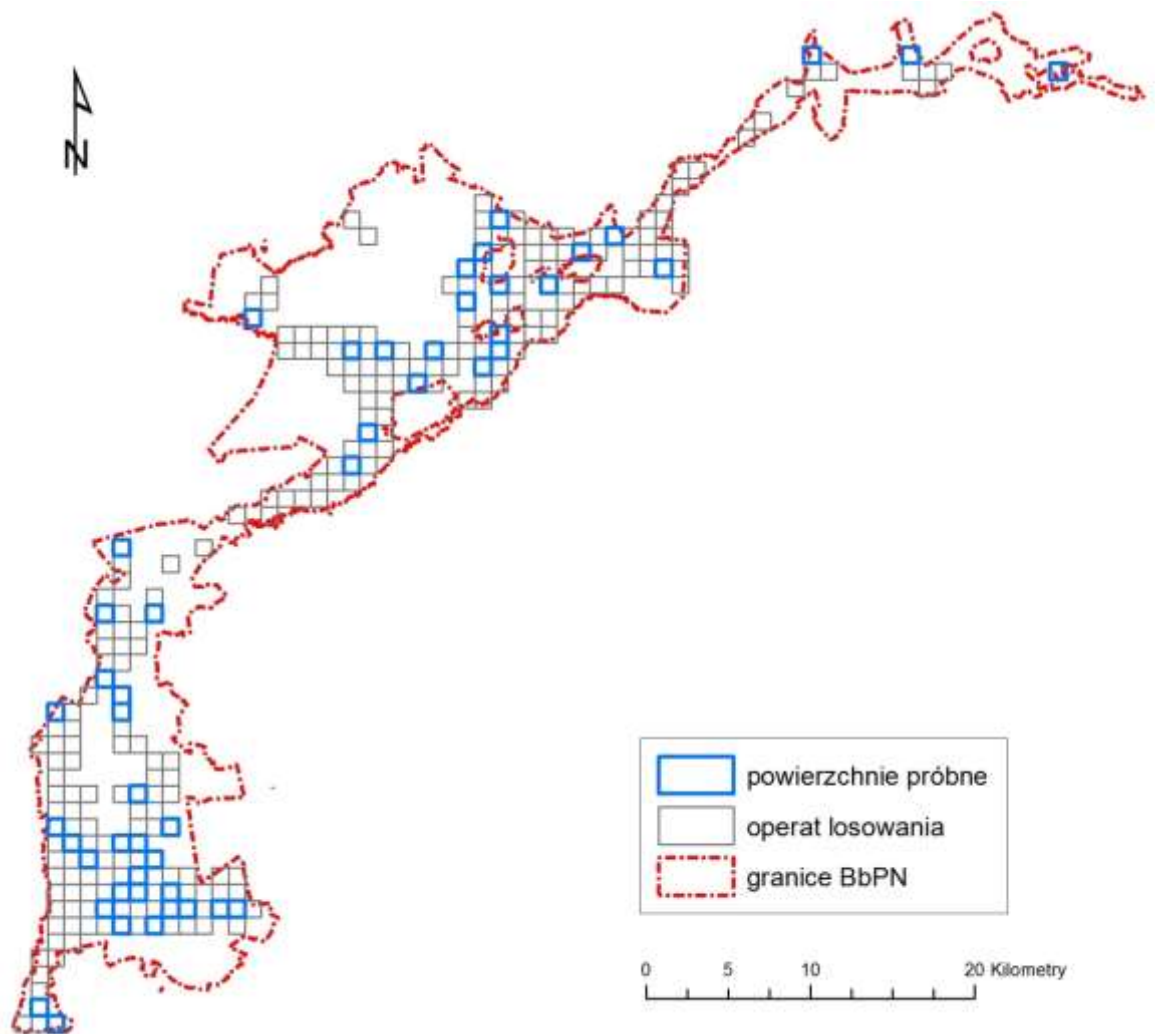 N
powierzchnie próbne
operat losowania
granice BbPN
0 5 10 20 Kilometry